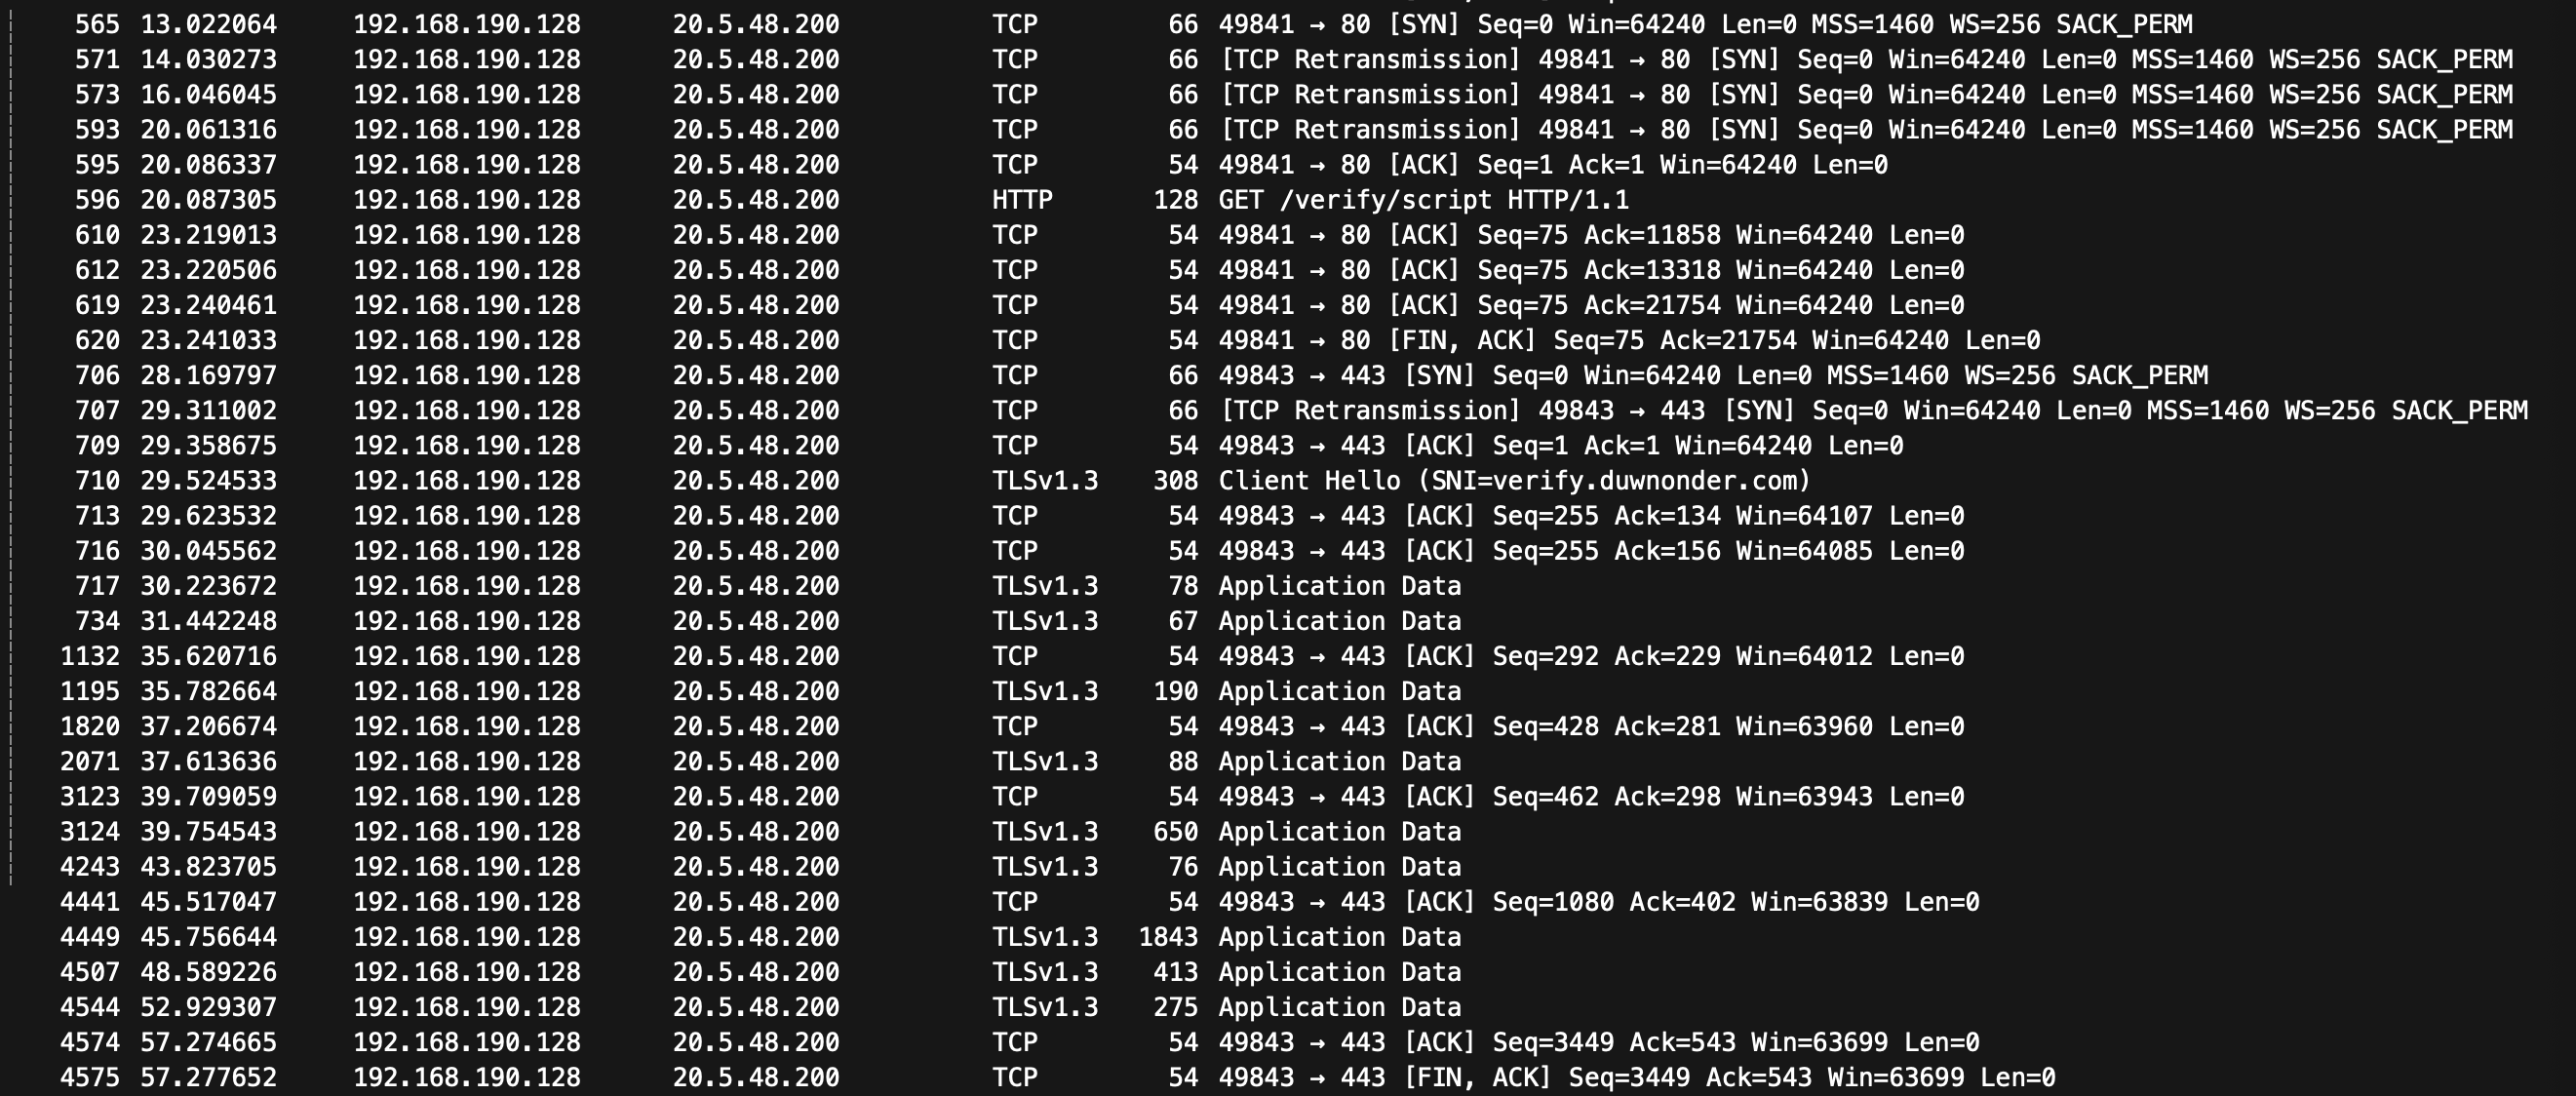 565 13.022064 192.168.190.128 20.5.48.200 TCP 66 49841 → 80 [SYN] Seq=0 Win=64240 Len=0 MSS=1460 WS=256 SACK_PERM
571 14.030273 192.168.190.128 20.5.48.200 TCP 66 [TCP Retransmission] 49841 → 80 [SYN] Seq=0 Win=64240 Len=0 MSS=1460 WS=256 SACK_PERM
573 16.046045 192.168.190.128 20.5.48.200 TCP 66 [TCP Retransmission] 49841 → 80 [SYN] Seq=0 Win=64240 Len=0 MSS=1460 WS=256 SACK_PERM
593 20.061316 192.168.190.128 20.5.48.200 TCP 66 [TCP Retransmission] 49841 → 80 [SYN] Seq=0 Win=64240 Len=0 MSS=1460 WS=256 SACK_PERM
595 20.086337 192.168.190.128 20.5.48.200 TCP 54 49841 → 80 [ACK] Seq=1 Ack=1 Win=64240 Len=0
596 20.087305 192.168.190.128 20.5.48.200 HTTP 128 GET /verify/script HTTP/1.1
610 23.219013 192.168.190.128 20.5.48.200 TCP 54 49841 → 80 [ACK] Seq=75 Ack=11858 Win=64240 Len=0
612 23.220506 192.168.190.128 20.5.48.200 TCP 54 49841 → 80 [ACK] Seq=75 Ack=13318 Win=64240 Len=0
619 23.240461 192.168.190.128 20.5.48.200 TCP 54 49841 → 80 [ACK] Seq=75 Ack=21754 Win=64240 Len=0
620 23.241033 192.168.190.128 20.5.48.200 TCP 54 49841 → 80 [FIN, ACK] Seq=75 Ack=21754 Win=64240 Len=0
706 28.169797 192.168.190.128 20.5.48.200 TCP 66 49843 → 443 [SYN] Seq=0 Win=64240 Len=0 MSS=1460 WS=256 SACK_PERM
707 29.311002 192.168.190.128 20.5.48.200 TCP 66 [TCP Retransmission] 49843 → 443 [SYN] Seq=0 Win=64240 Len=0 MSS=1460 WS=256 SACK_PERM
709 29.358675 192.168.190.128 20.5.48.200 TCP 54 49843 → 443 [ACK] Seq=1 Ack=1 Win=64240 Len=0
710 29.524533 192.168.190.128 20.5.48.200 TLSv1.3 308 Client Hello (SNI=verify.duwnonder.com)
713 29.623532 192.168.190.128 20.5.48.200 TCP 54 49843 → 443 [ACK] Seq=255 Ack=134 Win=64107 Len=0
716 30.045562 192.168.190.128 20.5.48.200 TCP 54 49843 → 443 [ACK] Seq=255 Ack=156 Win=64085 Len=0
717 30.223672 192.168.190.128 20.5.48.200 TLSv1.3 78 Application Data
734 31.442248 192.168.190.128 20.5.48.200 TLSv1.3 67 Application Data
1132 35.620716 192.168.190.128 20.5.48.200 TCP 54 49843 → 443 [ACK] Seq=292 Ack=229 Win=64012 Len=0
1195 35.782664 192.168.190.128 20.5.48.200 TLSv1.3 190 Application Data
1820 37.206674 192.168.190.128 20.5.48.200 TCP 54 49843 → 443 [ACK] Seq=428 Ack=281 Win=63960 Len=0
2071 37.613636 192.168.190.128 20.5.48.200 TLSv1.3 88 Application Data
3123 39.709059 192.168.190.128 20.5.48.200 TCP 54 49843 → 443 [ACK] Seq=462 Ack=298 Win=63943 Len=0
3124 39.754543 192.168.190.128 20.5.48.200 TLSv1.3 650 Application Data
4243 43.823705 192.168.190.128 20.5.48.200 TLSv1.3 76 Application Data
4441 45.517047 192.168.190.128 20.5.48.200 TCP 54 49843 → 443 [ACK] Seq=1080 Ack=402 Win=63839 Len=0
4449 45.756644 192.168.190.128 20.5.48.200 TLSv1.3 1843 Application Data
4507 48.589226 192.168.190.128 20.5.48.200 TLSv1.3 413 Application Data
4544 52.929307 192.168.190.128 20.5.48.200 TLSv1.3 275 Application Data
4574 57.274665 192.168.190.128 20.5.48.200 TCP 54 49843 → 443 [ACK] Seq=3449 Ack=543 Win=63699 Len=0
4575 57.277652 192.168.190.128 20.5.48.200 TCP 54 49843 → 443 [FIN, ACK] Seq=3449 Ack=543 Win=63699 Len=0